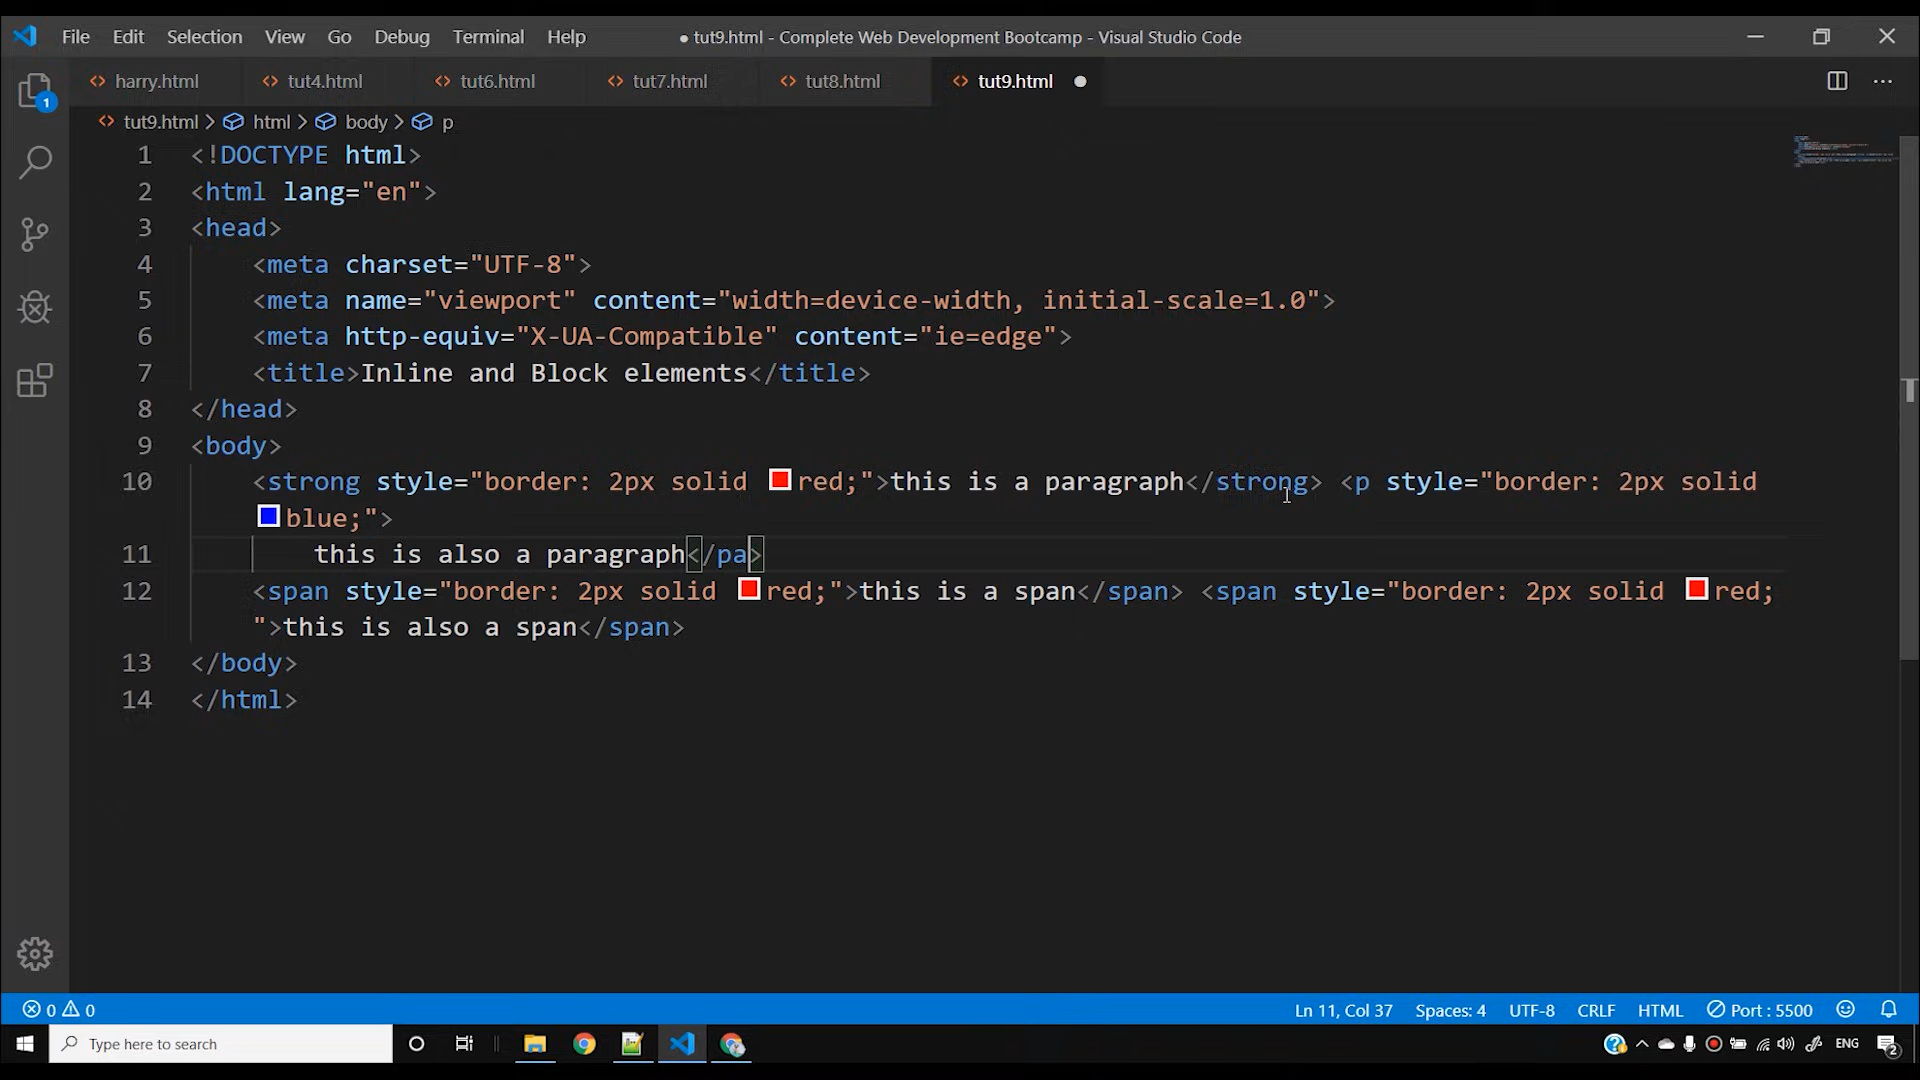 File Edit Selection View Go Debug Terminal Help ● tut9.html - Complete Web Development Bootcamp - Visual Studio Code
harry.html tut4.html tut6.html tut7.html tut8.html tut9.html
tut9.html > html > body > p
1 <!DOCTYPE html>
2 <html lang="en">
3 <head>
4 <meta charset="UTF-8">
5 <meta name="viewport" content="width=device-width, initial-scale=1.0">
6 <meta http-equiv="X-UA-Compatible" content="ie=edge">
7 <title>Inline and Block elements</title>
8 </head>
9 <body>
10 <strong style="border: 2px solid red;">this is a paragraph</strong> <p style="border: 2px solid
blue;">
11 this is also a paragraph</pa>
12 <span style="border: 2px solid red;">this is a span</span> <span style="border: 2px solid red;
">this is also a span</span>
13 </body>
14 </html>
1
0 0 Ln 11, Col 37 Spaces: 4 UTF-8 CRLF HTML Port : 5500
Type here to search ENG 2